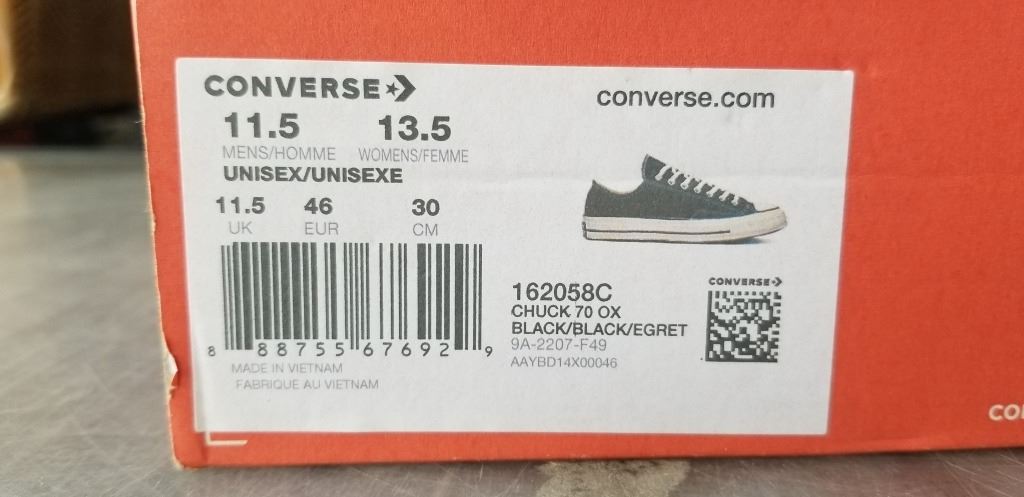 CONVERSE
converse.com
11.5 13.5
MENS/HOMME WOMENS/FEMME
UNISEX/UNISEXE
11.5 46 30
UK EUR CM
8 88755 67692 9
MADE IN VIETNAM
FABRIQUE AU VIETNAM
162058C
CHUCK 70 OX
BLACK/BLACK/EGRET
9A-2207-F49
AAYBD14X00046
CONVERSE